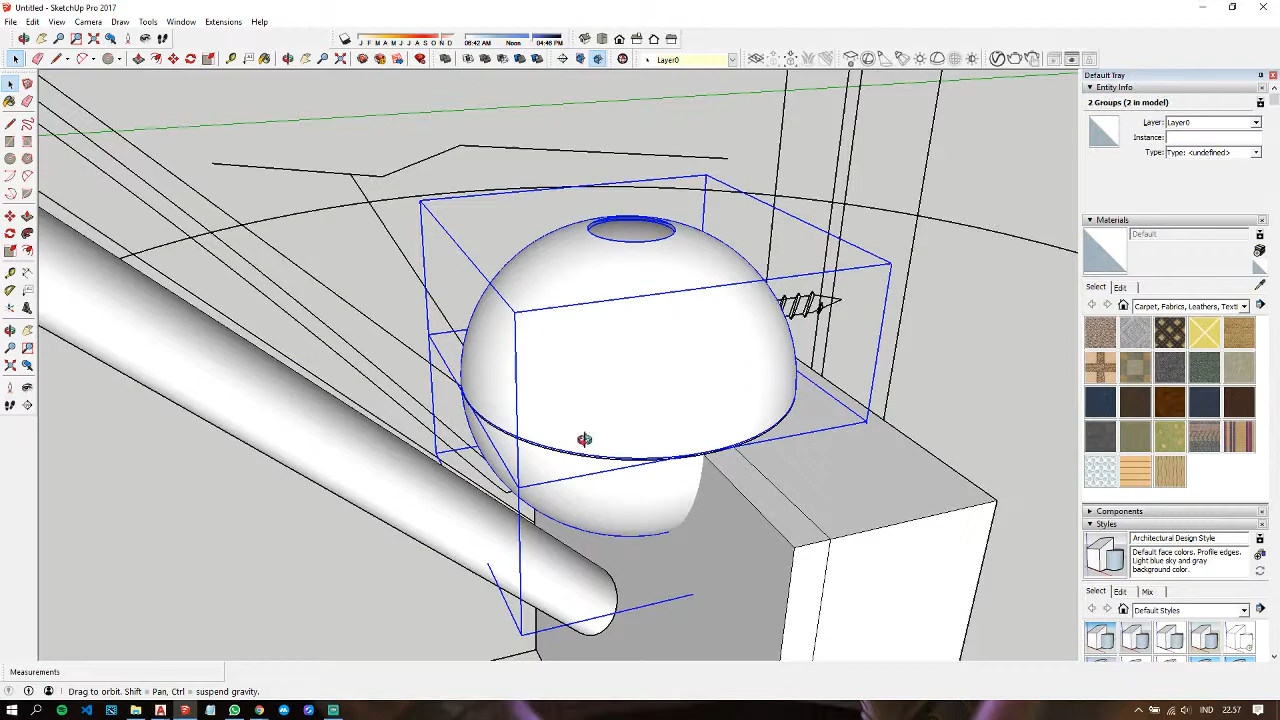 Untitled - SketchUp Pro 2017
File Edit View Camera Draw Tools Window Extensions Help
J F M A M J J A S O N D
06:42 AM Noon 04:46 PM
Layer0
Default Tray
Entity Info
2 Groups (2 in model)
Layer: Layer0
Instance:
Type: Type: <undefined>
Materials
Default
Select Edit
Carpet, Fabrics, Leathers, Texti
Components
Styles
Architectural Design Style
Default face colors. Profile edges. Light blue sky and gray background color.
Select Edit Mix
Default Styles
Measurements
Drag to orbit. Shift = Pan, Ctrl = suspend gravity.
IND 22.57